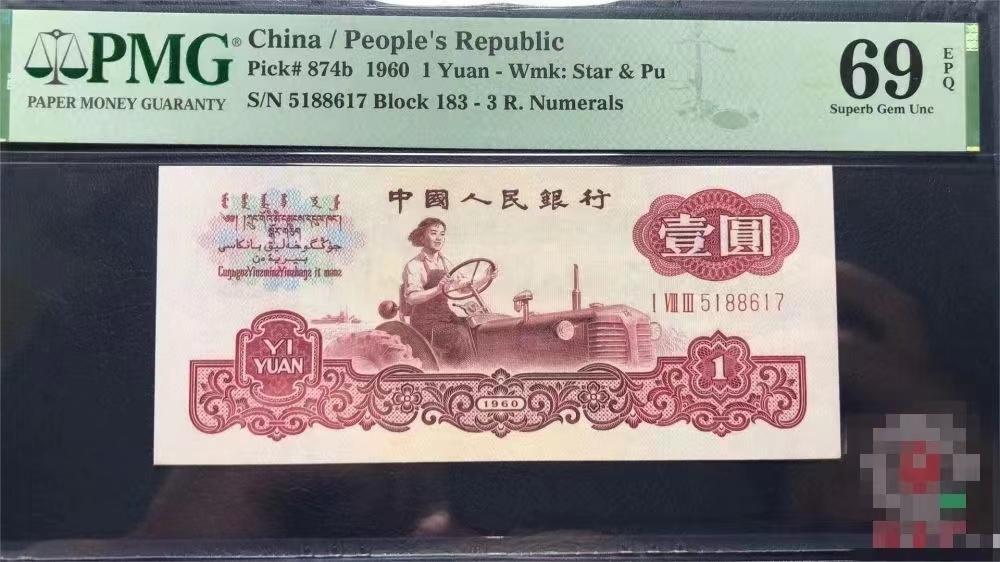 PMG®
PAPER MONEY GUARANTY
China / People's Republic
Pick# 874b 1960 1 Yuan - Wmk: Star & Pu
S/N 5188617 Block 183 - 3 R. Numerals
69
EPQ
Superb Gem Unc
中國人民銀行
壹圓
I VIII III 5188617
YI
YUAN
1960
1